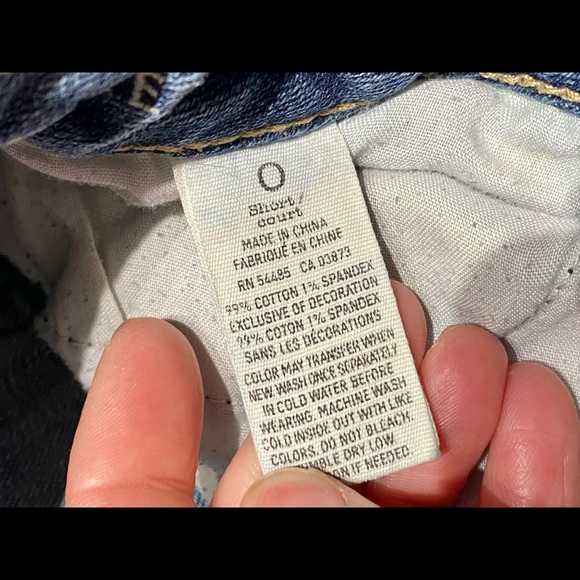 0
Short/
court
MADE IN CHINA
FABRIQUÉ EN CHINE
RN 54485 CA 03873
99% COTTON 1% SPANDEX
EXCLUSIVE OF DECORATION
99% COTON 1% SPANDEX
SANS LES DÉCORATIONS
COLOR MAY TRANSFER WHEN
NEW WASH ONCE SEPARATELY
IN COLD WATER BEFORE
WEARING. MACHINE WASH
COLD INSIDE OUT WITH LIKE
COLORS. DO NOT BLEACH.
DRY LOW
IF NEEDED.